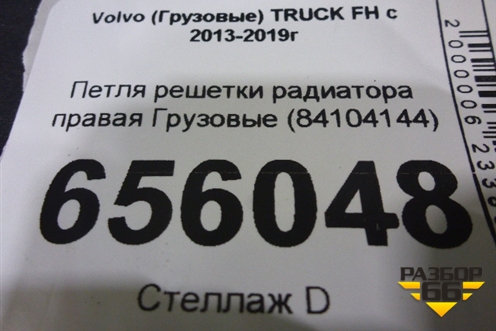 Volvo (Грузовые) TRUCK FH с
2013-2019г
Петля решетки радиатора
правая Грузовые (84104144)
656048
Стеллаж D
РАЗБОР
66